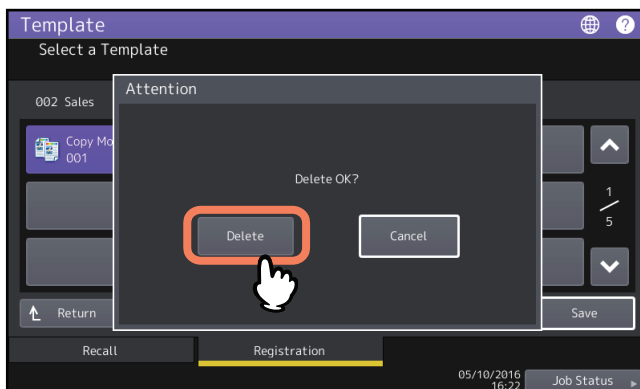 Template
?
Select a Template
002 Sales
Attention
Copy Mo
001
Delete OK?
Delete
Cancel
1
5
Return
Save
Recall
Registration
05/10/2016
16:22
Job Status